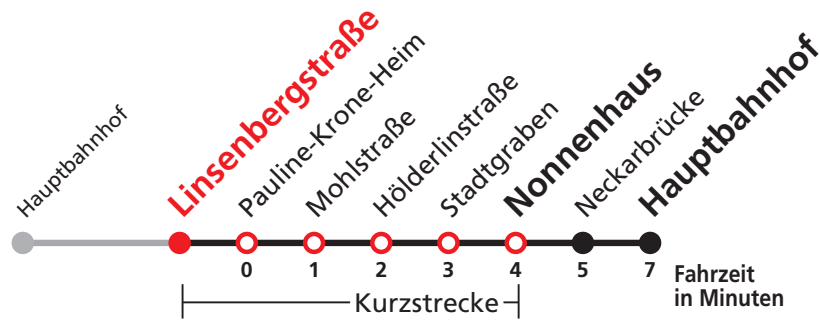 Hauptbahnhof
Linsenbergstraße
Pauline-Krone-Heim
Mohlstraße
Hölderlinstraße
Stadtgraben
Nonnenhaus
Neckarbrücke
Hauptbahnhof
0 1 2 3 4 5 7 Fahrzeit
in Minuten
Kurzstrecke